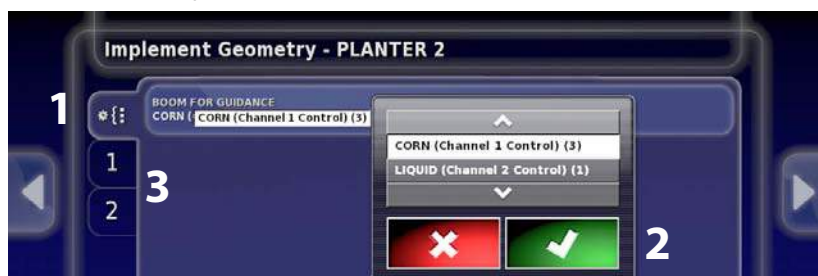 Implement Geometry - PLANTER 2
1
BOOM FOR GUIDANCE
CORN (
CORN (Channel 1 Control) (3)
CORN (Channel 1 Control) (3)
LIQUID (Channel 2 Control) (1)
1
3
2
2